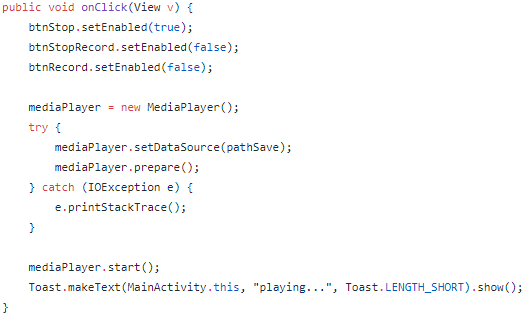 public void onClick(View v) {
    btnStop.setEnabled(true);
    btnStopRecord.setEnabled(false);
    btnRecord.setEnabled(false);

    mediaPlayer = new MediaPlayer();
    try {
        mediaPlayer.setDataSource(pathSave);
        mediaPlayer.prepare();
    } catch (IOException e) {
        e.printStackTrace();
    }

    mediaPlayer.start();
    Toast.makeText(MainActivity.this, "playing...", Toast.LENGTH_SHORT).show();
}